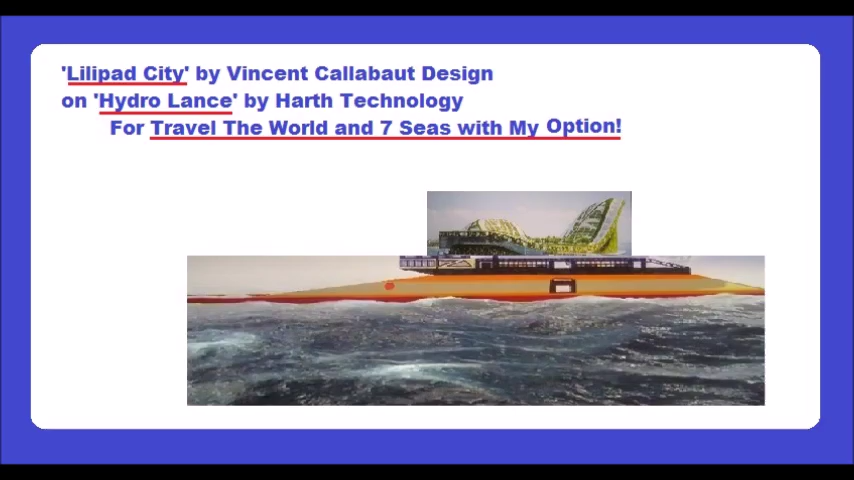 'Lilipad City' by Vincent Callabaut Design
on 'Hydro Lance' by Harth Technology
For Travel The World and 7 Seas with My Option!